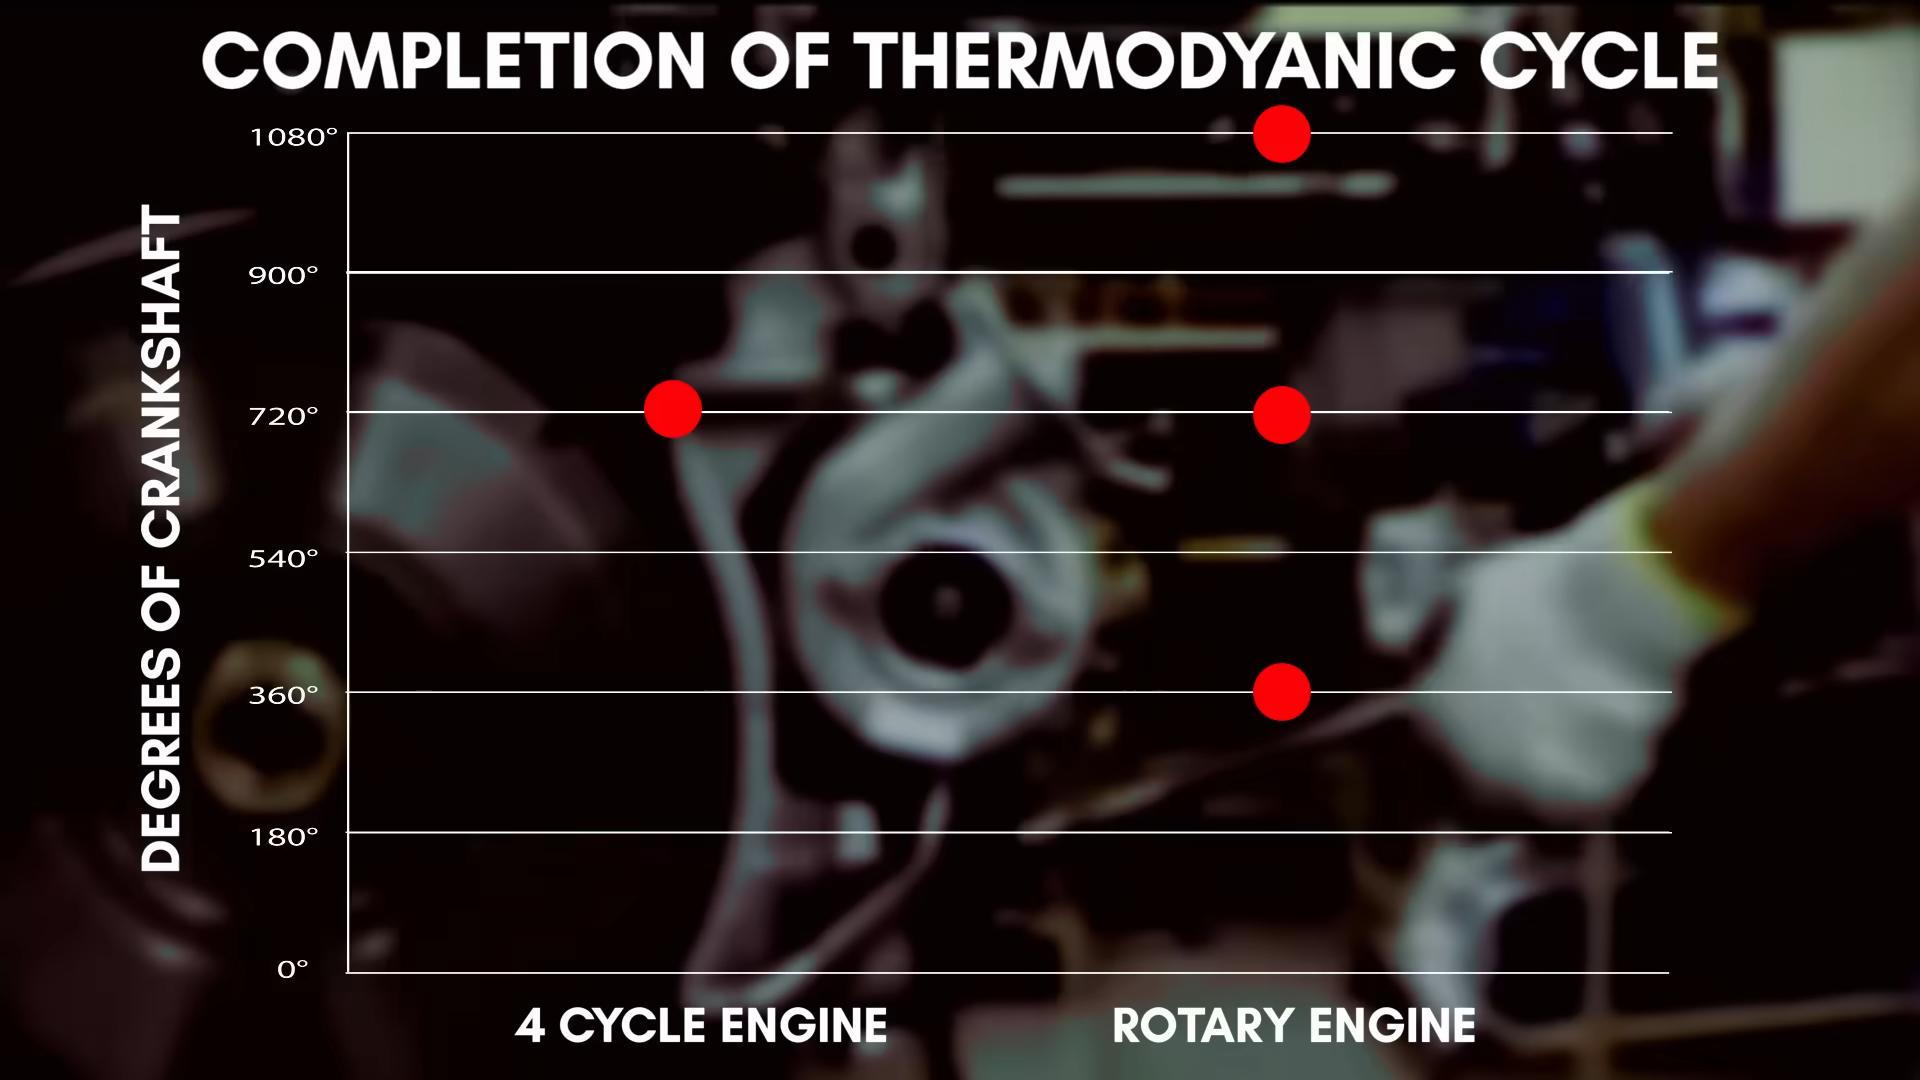 COMPLETION OF THERMODYANIC CYCLE
DEGREES OF CRANKSHAFT
1080°
900°
720°
540°
360°
180°
0°
4 CYCLE ENGINE
ROTARY ENGINE